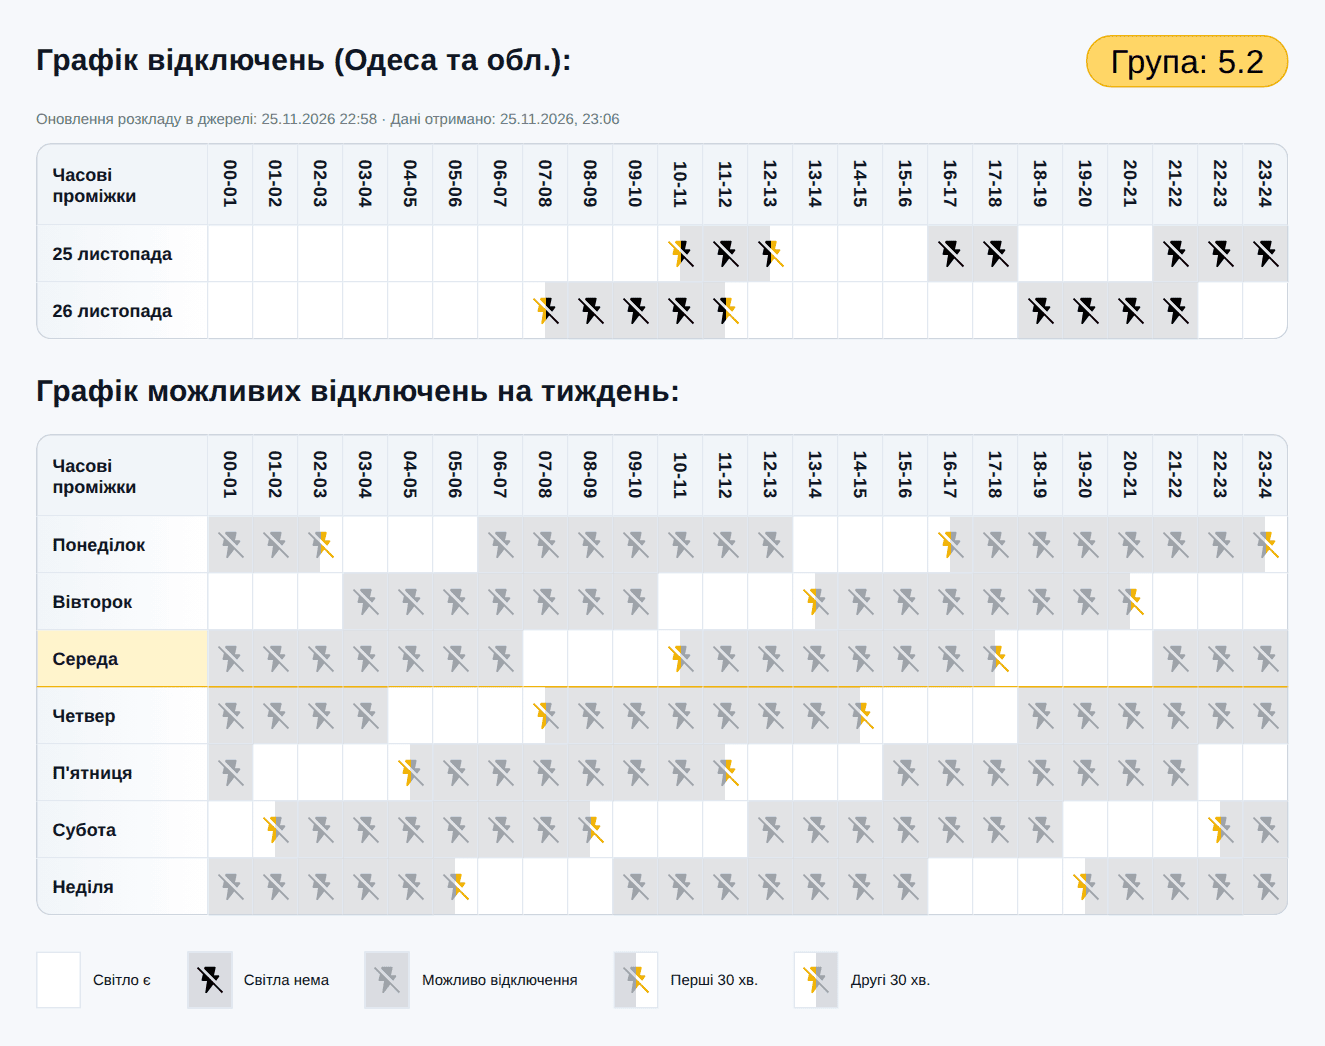 Графік відключень (Одеса та обл.):
Група: 5.2
Оновлення розкладу в джерелі: 25.11.2026 22:58 · Дані отримано: 25.11.2026, 23:06
Часові проміжки 00-01 01-02 02-03 03-04 04-05 05-06 06-07 07-08 08-09 09-10 10-11 11-12 12-13 13-14 14-15 15-16 16-17 17-18 18-19 19-20 20-21 21-22 22-23 23-24
25 листопада
26 листопада
Графік можливих відключень на тиждень:
Часові проміжки 00-01 01-02 02-03 03-04 04-05 05-06 06-07 07-08 08-09 09-10 10-11 11-12 12-13 13-14 14-15 15-16 16-17 17-18 18-19 19-20 20-21 21-22 22-23 23-24
Понеділок
Вівторок
Середа
Четвер
П'ятниця
Субота
Неділя
Світло є Світла нема Можливо відключення Перші 30 хв. Другі 30 хв.